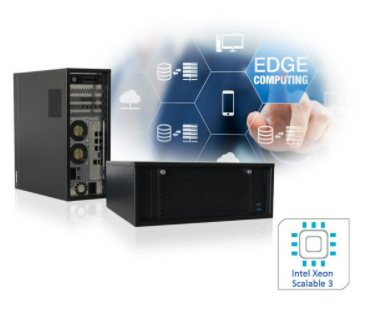 EDGE
COMPUTING
Intel Xeon
Scalable 3